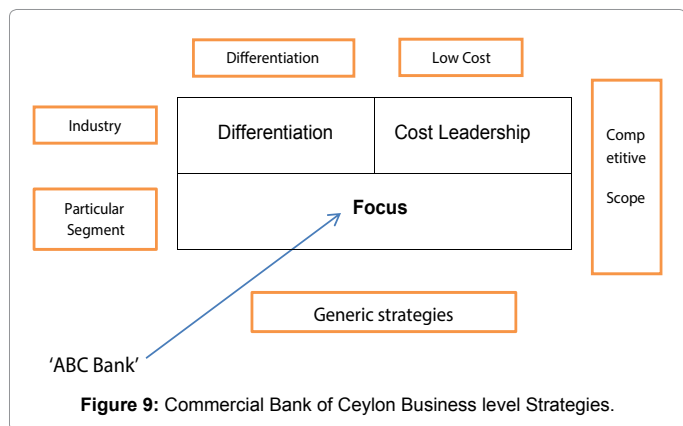 Differentiation
Low Cost
Industry
Differentiation
Cost Leadership
Comp
etitive
Scope
Particular
Segment
Focus
Generic strategies
'ABC Bank'
Figure 9: Commercial Bank of Ceylon Business level Strategies.